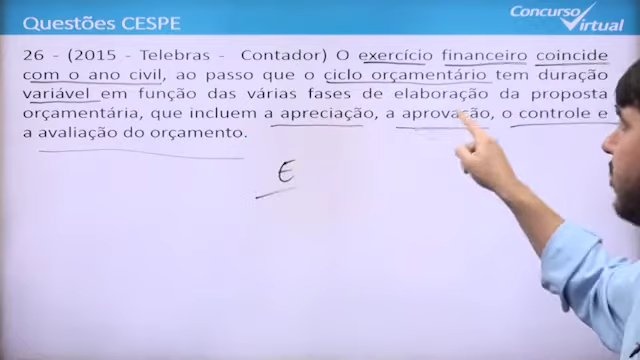 Questões CESPE
Concurso
Virtual
26 - (2015 - Telebras - Contador) O exercício financeiro coincide
com o ano civil, ao passo que o ciclo orçamentário tem duração
variável em função das várias fases de elaboração da proposta
orçamentária, que incluem a apreciação, a aprovação, o controle e
a avaliação do orçamento.
E